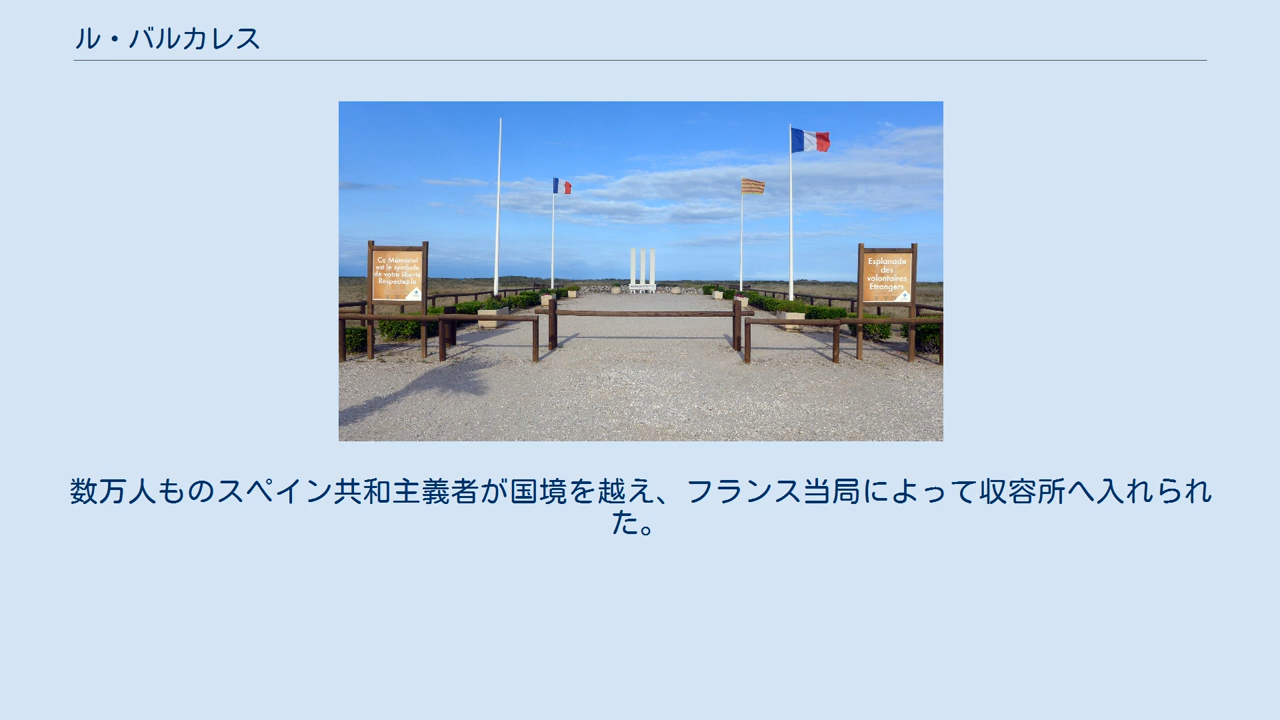 ル・バルカレス
Ce Mémorial
est le symbole
de votre liberté
Respectez-le
Esplanade
des
volontaires
Etrangers
数万人ものスペイン共和主義者が国境を越え、フランス当局によって収容所へ入れられ
た。